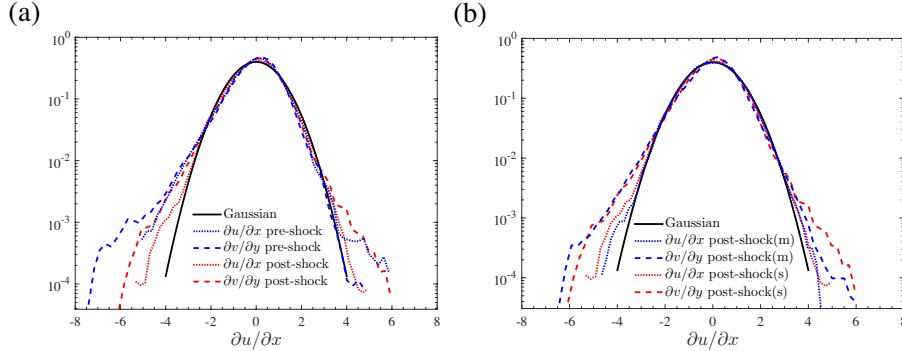 (a)
10^0
10^-1
10^-2
10^-3
10^-4
Gaussian
∂u/∂x pre-shock
∂v/∂y pre-shock
∂u/∂x post-shock
∂v/∂y post-shock
-8 -6 -4 -2 0 2 4 6 8
∂u/∂x
(b)
10^0
10^-1
10^-2
10^-3
10^-4
Gaussian
∂u/∂x post-shock(m)
∂v/∂y post-shock(m)
∂u/∂x post-shock(s)
∂v/∂y post-shock(s)
-8 -6 -4 -2 0 2 4 6 8
∂u/∂x